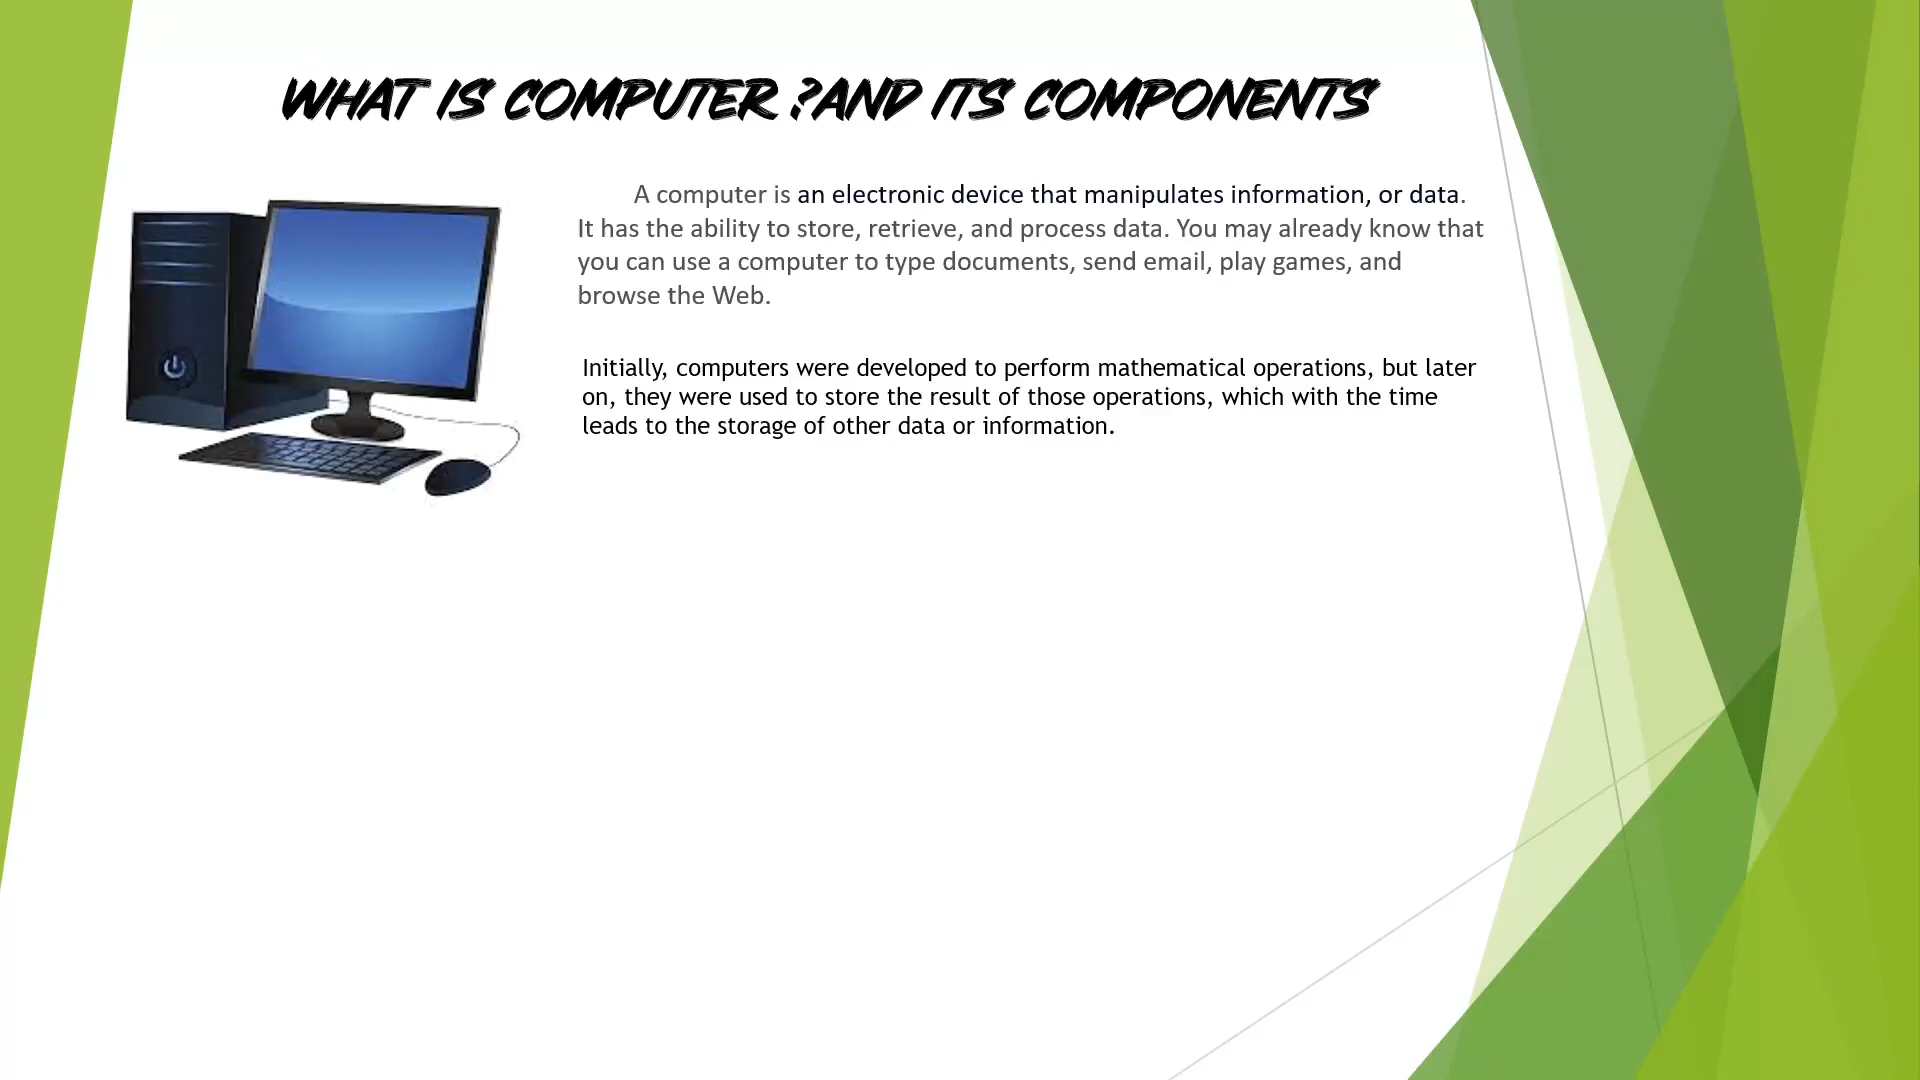 WHAT IS COMPUTER ?AND ITS COMPONENTS
A computer is an electronic device that manipulates information, or data.
It has the ability to store, retrieve, and process data. You may already know that
you can use a computer to type documents, send email, play games, and
browse the Web.
Initially, computers were developed to perform mathematical operations, but later
on, they were used to store the result of those operations, which with the time
leads to the storage of other data or information.